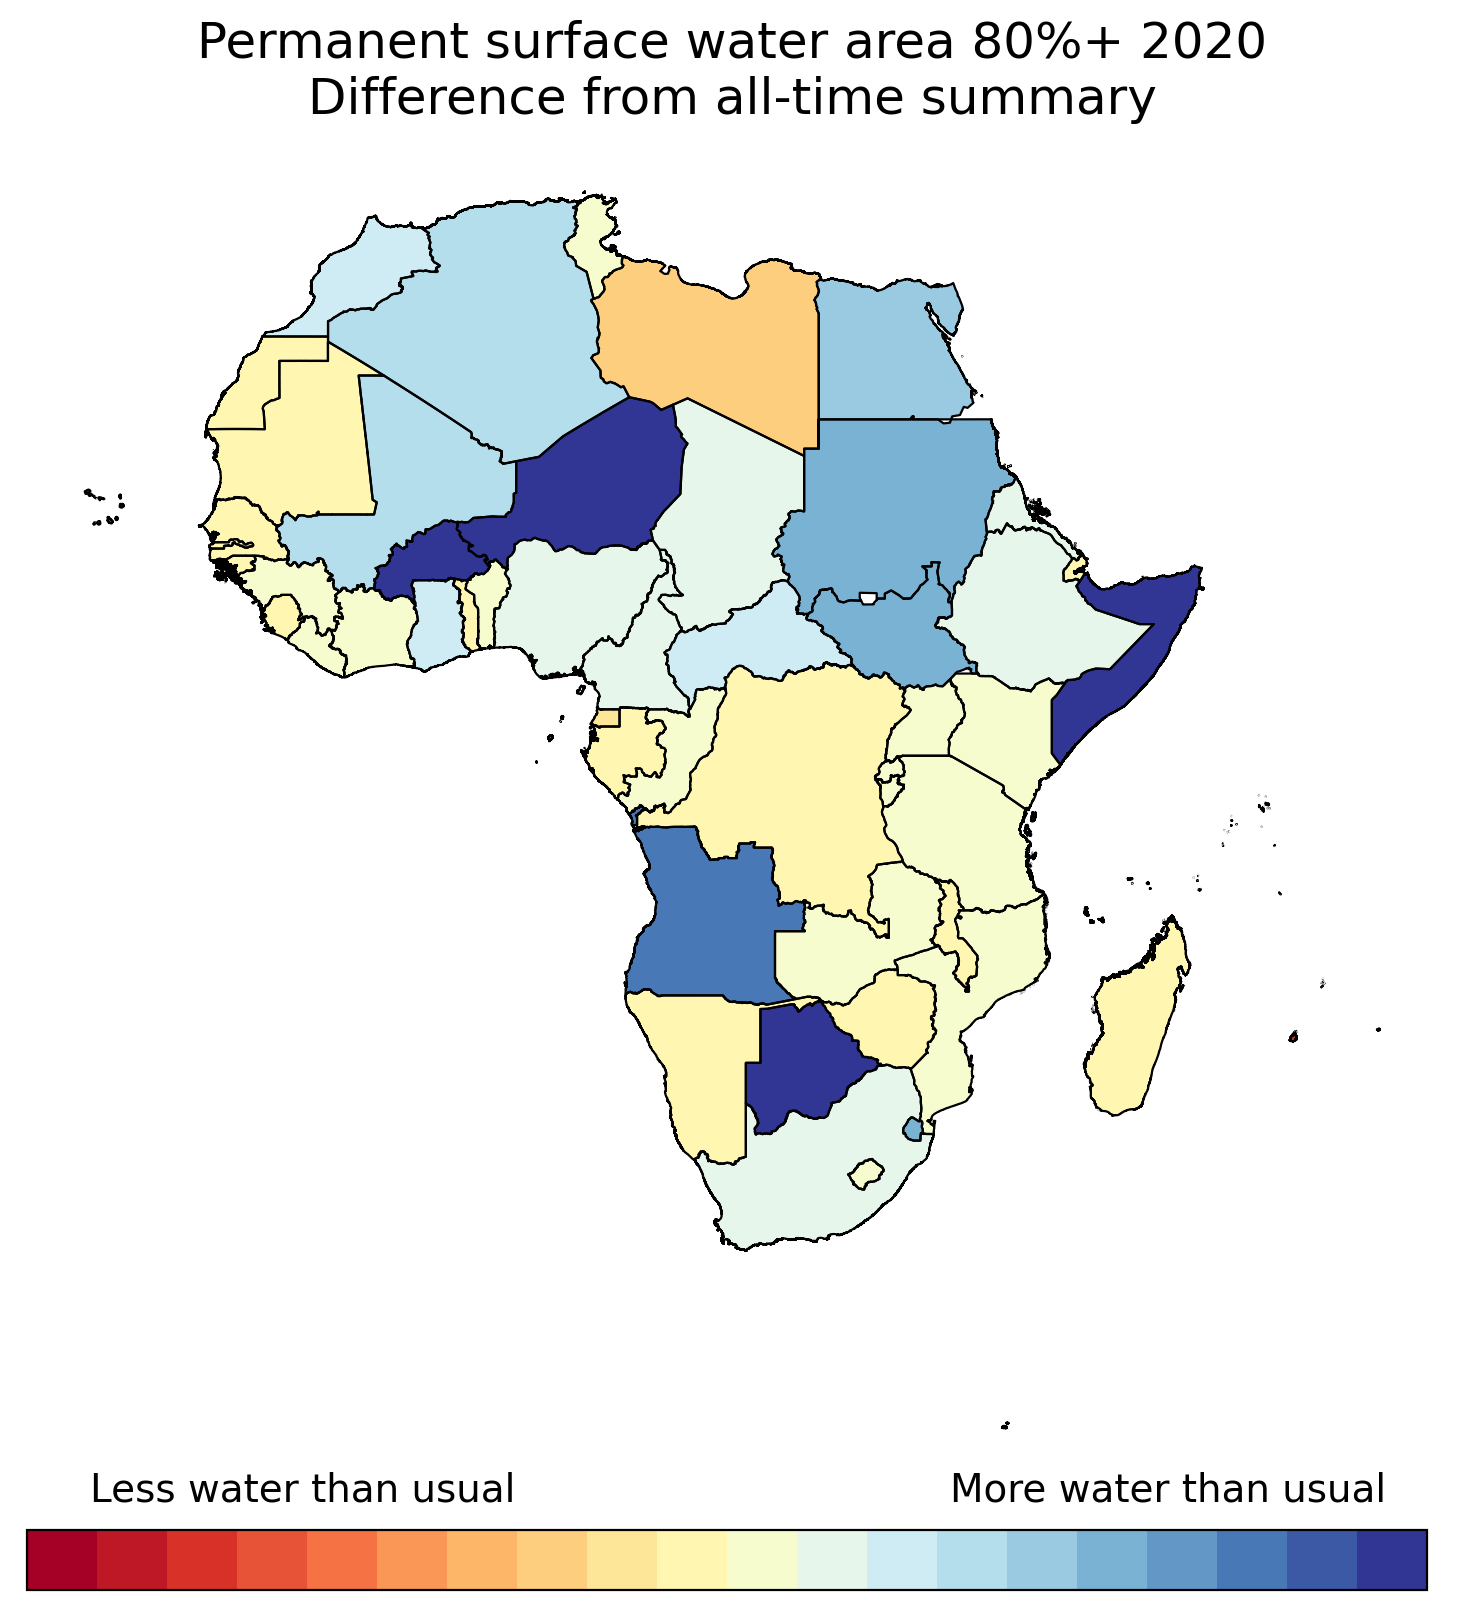 Permanent surface water area 80%+ 2020
Difference from all-time summary
Less water than usual
More water than usual